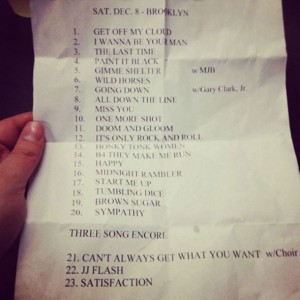 SAT. DEC. 8 - BROOKLYN
1. GET OFF MY CLOUD
2. I WANNA BE YOUR MAN
3. THE LAST TIME
4. PAINT IT BLACK
5. GIMME SHELTER w/MJB
6. WILD HORSES
7. GOING DOWN w/Gary Clark, Jr.
8. ALL DOWN THE LINE
9. MISS YOU
10. ONE MORE SHOT
11. DOOM AND GLOOM
12. IT'S ONLY ROCK AND ROLL
13. HONKY TONK WOMEN
14. B4 THEY MAKE ME RUN
15. HAPPY
16. MIDNIGHT RAMBLER
17. START ME UP
18. TUMBLING DICE
19. BROWN SUGAR
20. SYMPATHY
THREE SONG ENCORE
21. CAN'T ALWAYS GET WHAT YOU WANT w/Choir
22. JJ FLASH
23. SATISFACTION